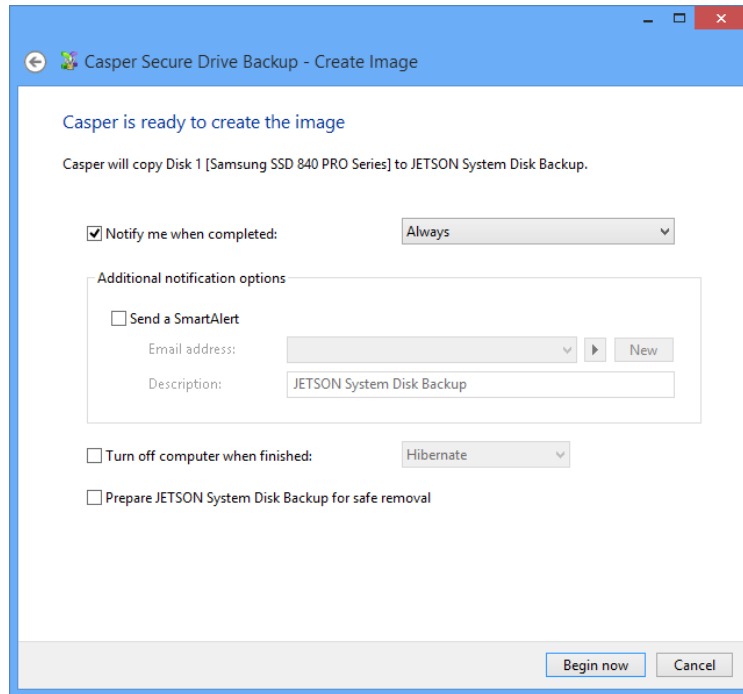 Casper Secure Drive Backup - Create Image
Casper is ready to create the image
Casper will copy Disk 1 [Samsung SSD 840 PRO Series] to JETSON System Disk Backup.
Notify me when completed: Always
Additional notification options
Send a SmartAlert
Email address: New
Description: JETSON System Disk Backup
Turn off computer when finished: Hibernate
Prepare JETSON System Disk Backup for safe removal
Begin now Cancel